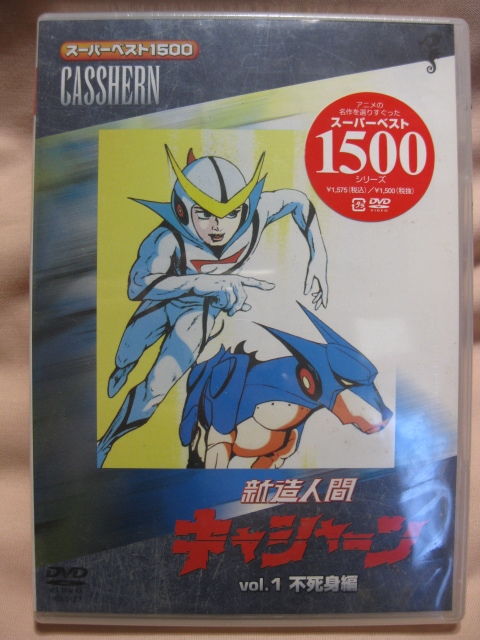 スーパーベスト1500
CASSHERN
アニメの
名作を選りすぐった
スーパーベスト
1500
シリーズ
¥1,575(税込)/¥1,500(税抜)
DVD
VIDEO
新造人間
キャシャーン
vol.1 不死身編
DVD